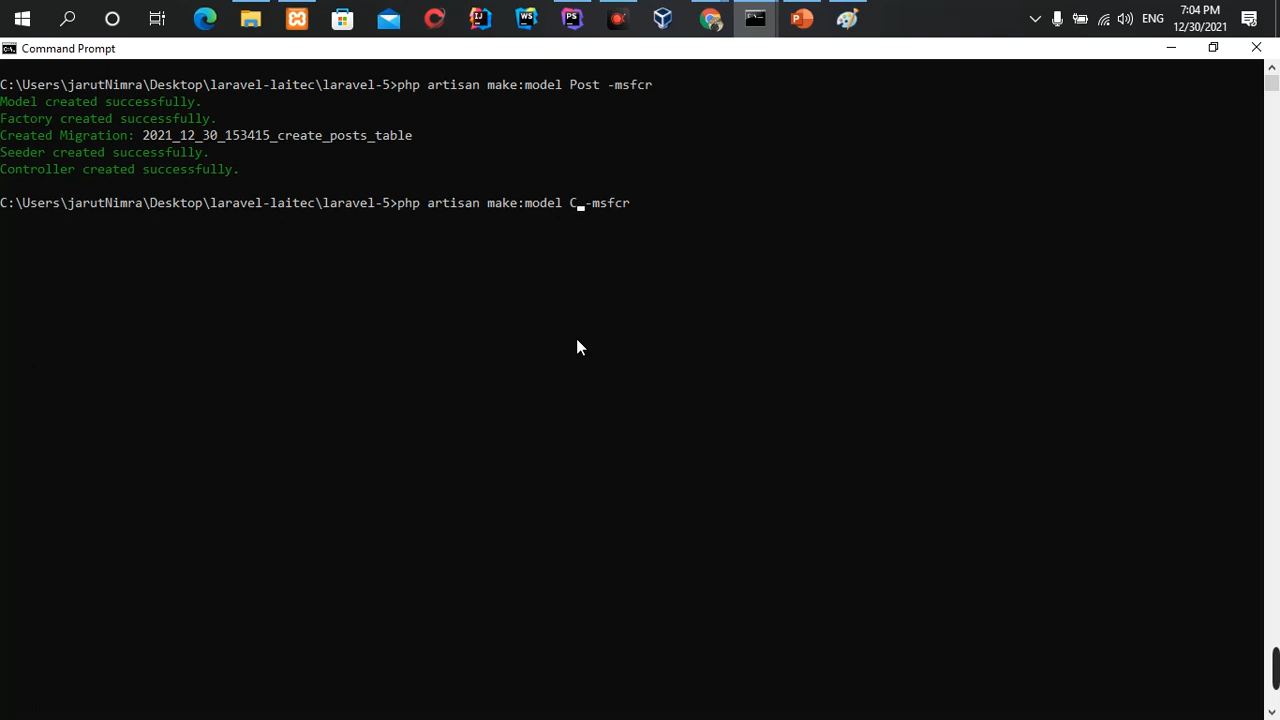 7:04 PM
ENG
12/30/2021
Command Prompt
C:\Users\jarutNimra\Desktop\laravel-laitec\laravel-5>php artisan make:model Post -msfcr
Model created successfully.
Factory created successfully.
Created Migration: 2021_12_30_153415_create_posts_table
Seeder created successfully.
Controller created successfully.
C:\Users\jarutNimra\Desktop\laravel-laitec\laravel-5>php artisan make:model C -msfcr